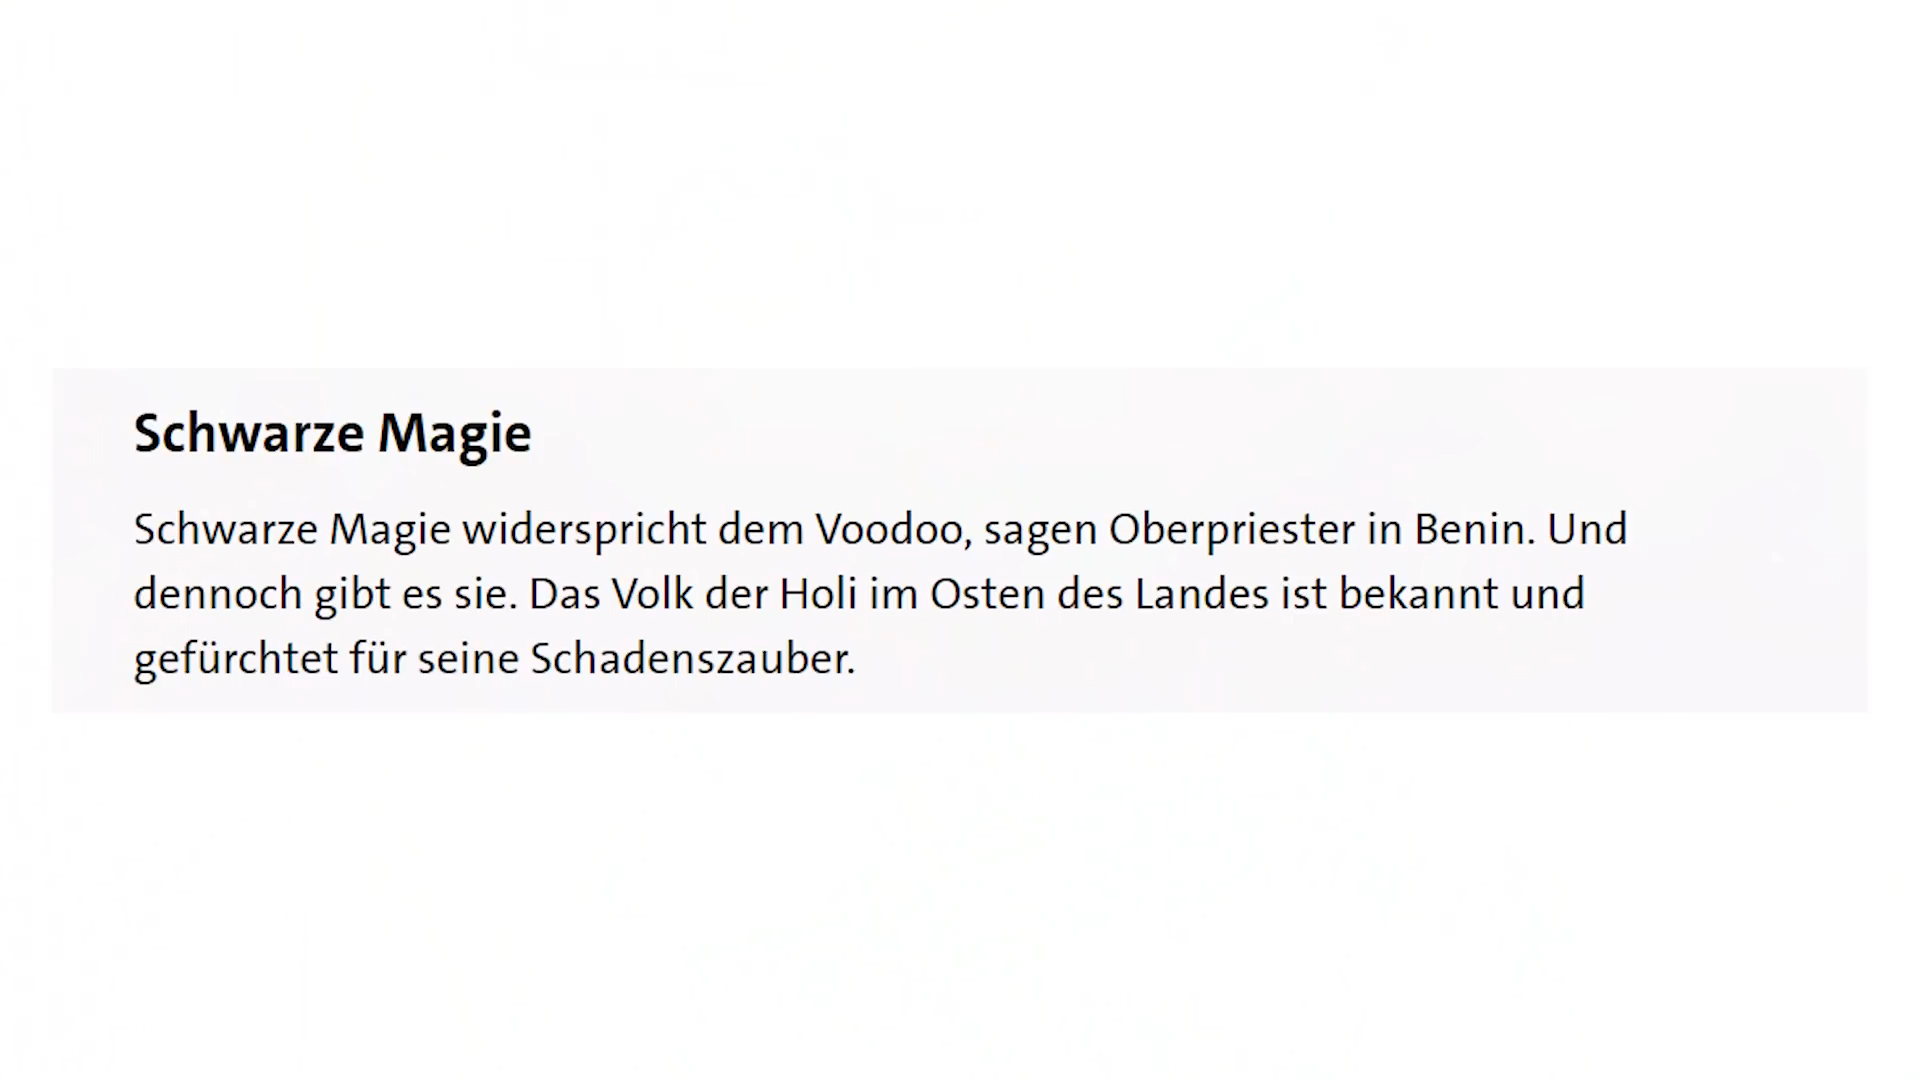 Schwarze Magie
Schwarze Magie widerspricht dem Voodoo, sagen Oberpriester in Benin. Und
dennoch gibt es sie. Das Volk der Holi im Osten des Landes ist bekannt und
gefürchtet für seine Schadenszauber.